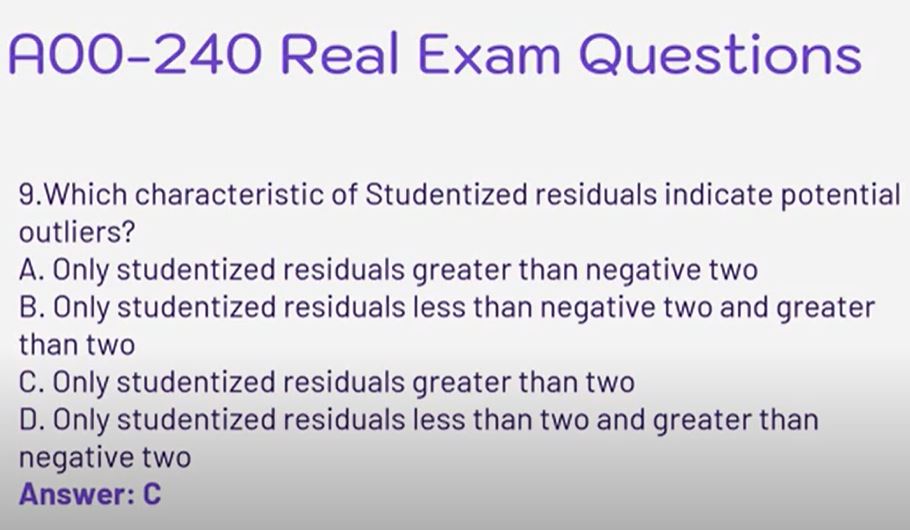 A00-240 Real Exam Questions
9.Which characteristic of Studentized residuals indicate potential
outliers?
A. Only studentized residuals greater than negative two
B. Only studentized residuals less than negative two and greater
than two
C. Only studentized residuals greater than two
D. Only studentized residuals less than two and greater than
negative two
Answer: C